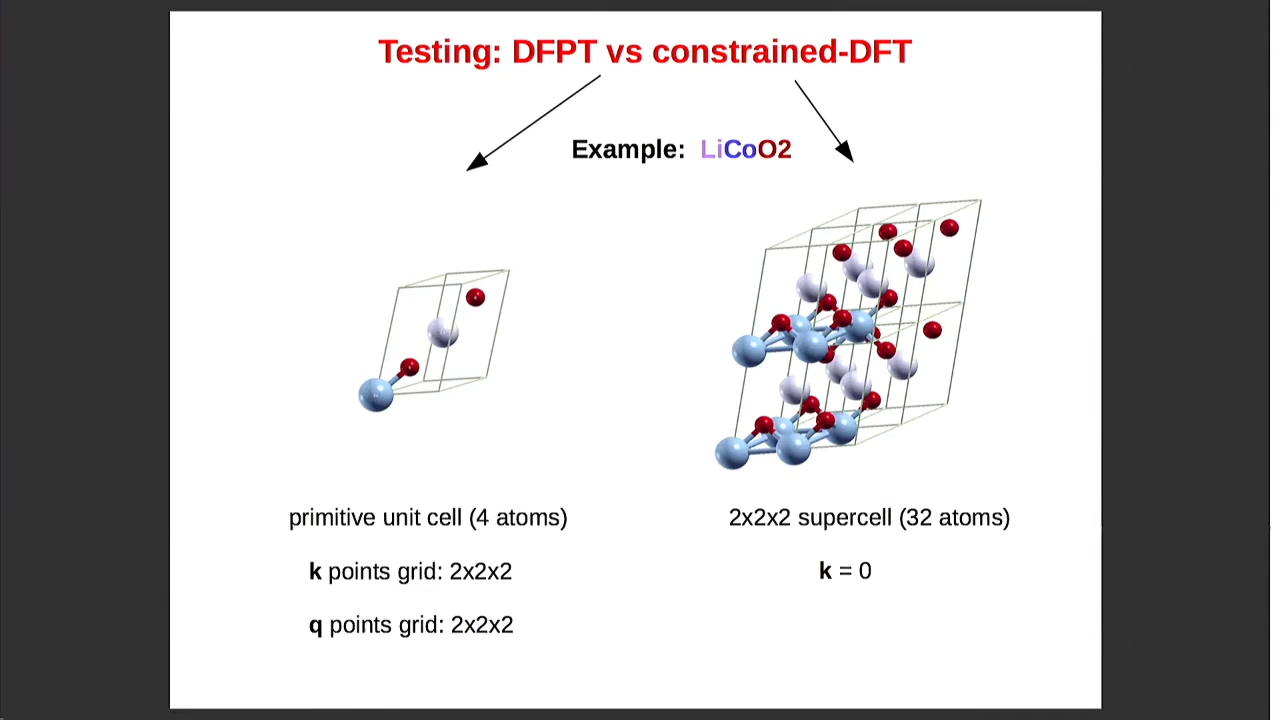 Testing: DFPT vs constrained-DFT
Example: LiCoO2
primitive unit cell (4 atoms)
k points grid: 2x2x2
q points grid: 2x2x2
2x2x2 supercell (32 atoms)
k = 0